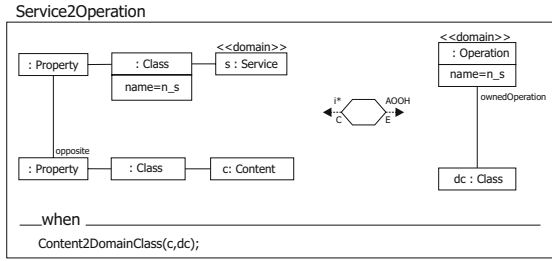 Service2Operation
<<domain>>
: Property
: Class
name=n_s
s : Service
opposite
: Property
: Class
c: Content
i*
C
AOOH
E
<<domain>>
: Operation
name=n_s
ownedOperation
dc : Class
when
Content2DomainClass(c,dc);